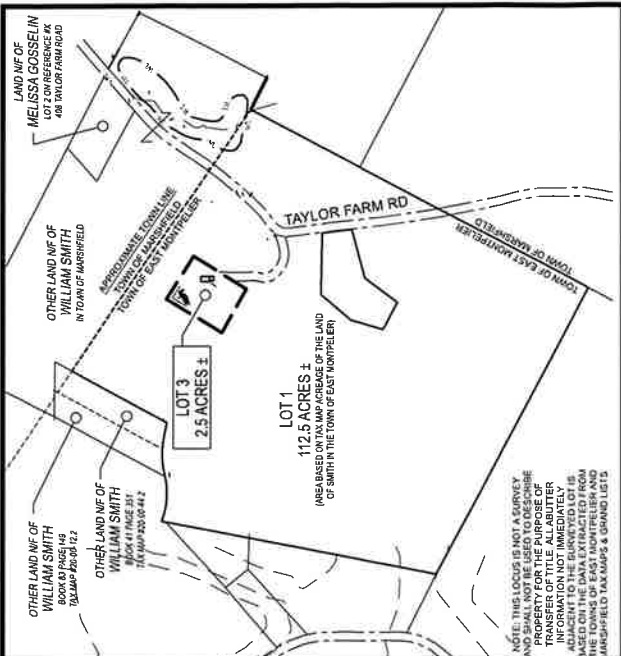 LAND N/F OF
MELISSA GOSSELIN
LOT 2 ON REFERENCE #X
408 TAYLOR FARM ROAD
OTHER LAND N/F OF
WILLIAM SMITH
IN TOWN OF MARSHFIELD
APPROXIMATE TOWN LINE
TOWN OF MARSHFIELD
TOWN OF EAST MONTPELIER
TAYLOR FARM RD
TOWN OF MARSHFIELD
TOWN OF EAST MONTPELIER
LOT 3
2.5 ACRES ±
LOT 1
112.5 ACRES ±
(AREA BASED ON TAX MAP ACREAGE OF THE LAND
OF SMITH IN THE TOWN OF EAST MONTPELIER)
OTHER LAND N/F OF
WILLIAM SMITH
BOOK 63 PAGE 149
TAX MAP #20-00-12.2
OTHER LAND N/F OF
WILLIAM SMITH
BOOK 41 PAGE 351
TAX MAP #20-00-44.2
NOTE: THIS LOCUS IS NOT A SURVEY
AND SHALL NOT BE USED TO DESCRIBE
PROPERTY FOR THE PURPOSE OF
TRANSFER OF TITLE. ALL ABUTTER
INFORMATION NOT IMMEDIATELY
ADJACENT TO THE SURVEYED LOT IS
BASED ON THE DATA EXTRACTED FROM
THE TOWNS OF EAST MONTPELIER AND
MARSHFIELD TAX MAPS & GRAND LISTS